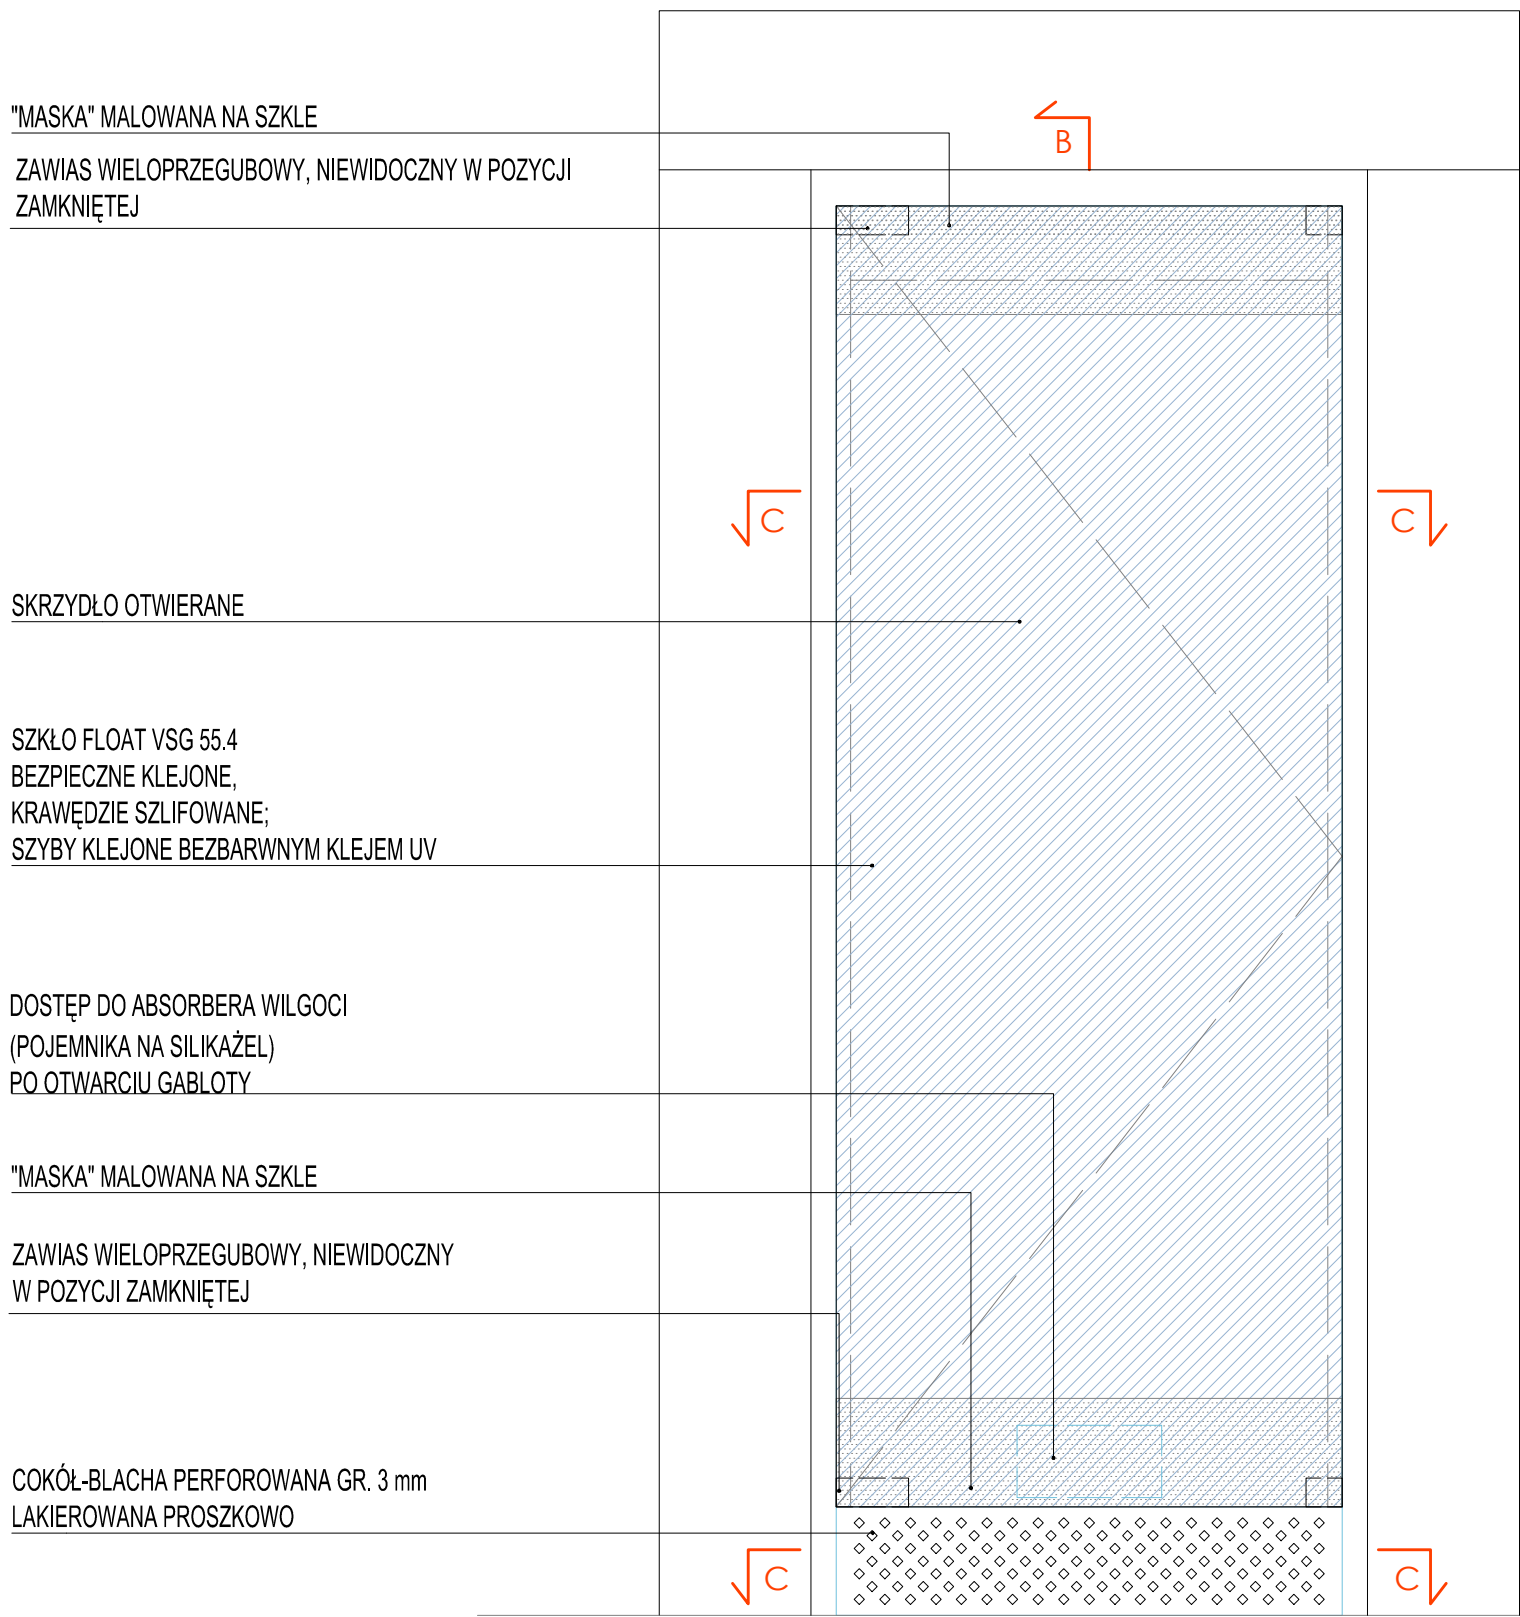 "MASKA" MALOWANA NA SZKLE
B
ZAWIAS WIELOPRZEGUBOWY, NIEWIDOCZNY W POZYCJI
ZAMKNIĘTEJ
C
C
SKRZYDŁO OTWIERANE
SZKŁO FLOAT VSG 55.4
BEZPIECZNE KLEJONE,
KRAWĘDZIE SZLIFOWANE;
SZYBY KLEJONE BEZBARWNYM KLEJEM UV
DOSTĘP DO ABSORBERA WILGOCI
(POJEMNIKA NA SILIKAŻEL)
PO OTWARCIU GABLOTY
"MASKA" MALOWANA NA SZKLE
ZAWIAS WIELOPRZEGUBOWY, NIEWIDOCZNY
W POZYCJI ZAMKNIĘTEJ
COKÓŁ-BLACHA PERFOROWANA GR. 3 mm
LAKIEROWANA PROSZKOWO
C
C